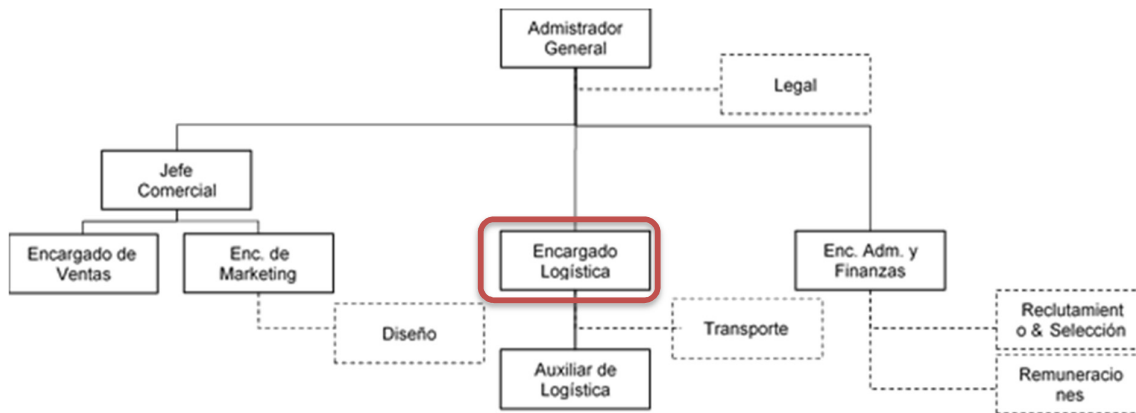 Admistrador
General
Legal
Jefe
Comercial
Encargado de
Ventas
Enc. de
Marketing
Encargado
Logística
Enc. Adm. y
Finanzas
Diseño
Transporte
Reclutamient
o & Selección
Auxiliar de
Logística
Remuneracio
nes